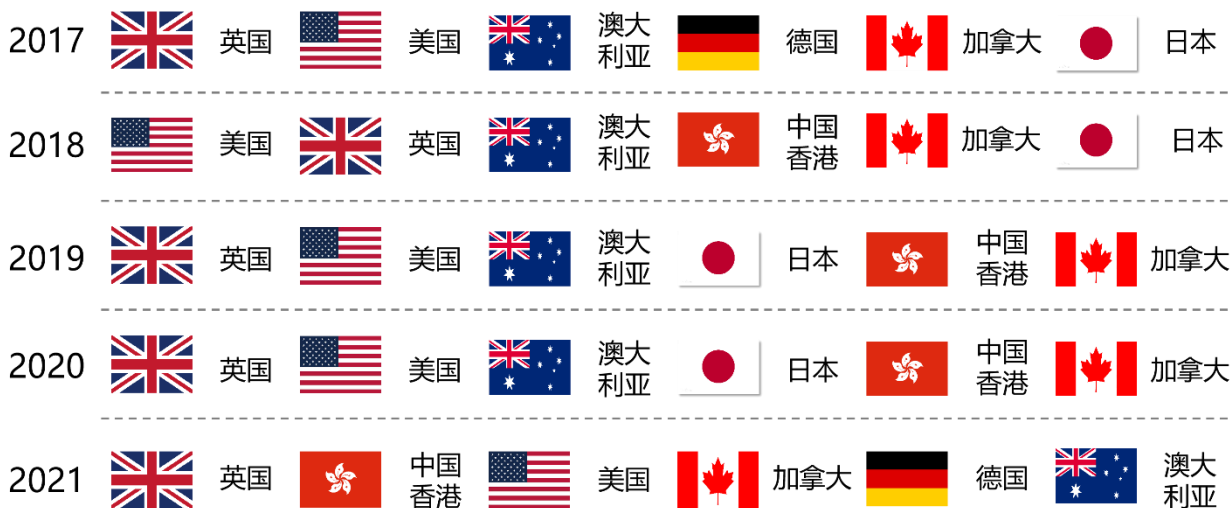 2017 英国 美国 澳大利亚 德国 加拿大 日本
2018 美国 英国 澳大利亚 中国香港 加拿大 日本
2019 英国 美国 澳大利亚 日本 中国香港 加拿大
2020 英国 美国 澳大利亚 日本 中国香港 加拿大
2021 英国 中国香港 美国 加拿大 德国 澳大利亚